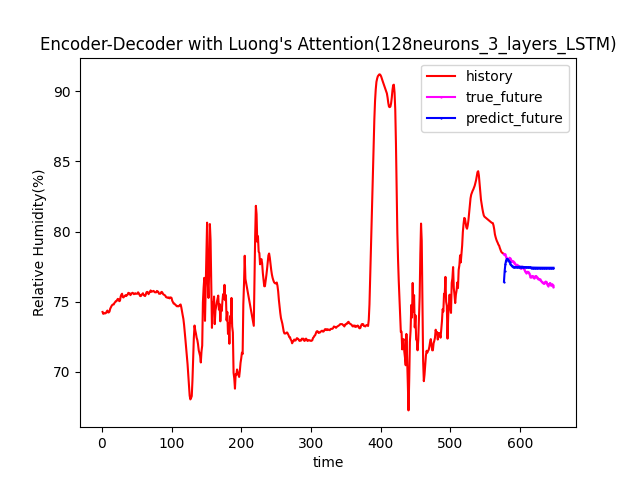 Encoder-Decoder with Luong's Attention(128neurons_3_layers_LSTM)
history
true_future
predict_future
Relative Humidity(%)
90
85
80
75
70
0 100 200 300 400 500 600
time